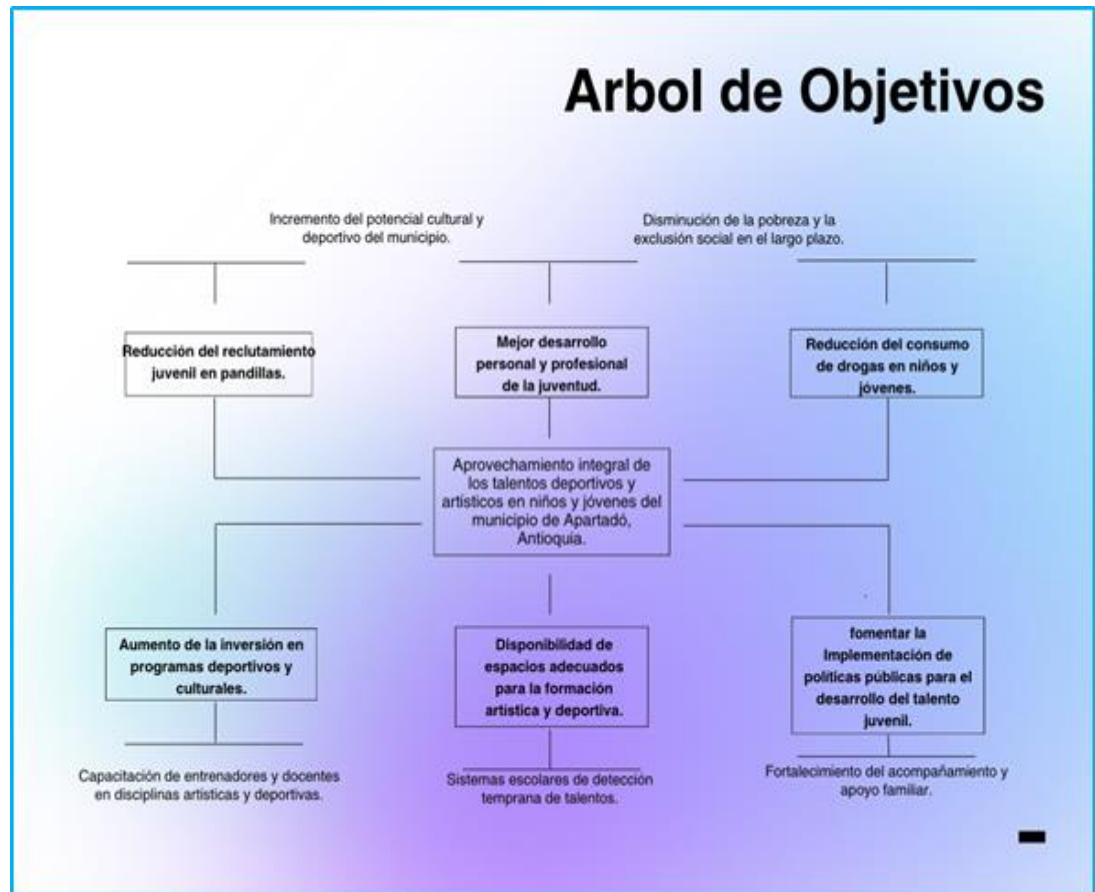 Arbol de Objetivos
Incremento del potencial cultural y
deportivo del municipio.
Disminución de la pobreza y la
exclusión social en el largo plazo.
Reducción del reclutamiento
juvenil en pandillas.
Mejor desarrollo
personal y profesional
de la juventud.
Reducción del consumo
de drogas en niños y
jóvenes.
Aprovechamiento integral de
los talentos deportivos y
artísticos en niños y jóvenes del
municipio de Apartadó,
Antioquia.
Aumento de la inversión en
programas deportivos y
culturales.
Disponibilidad de
espacios adecuados
para la formación
artística y deportiva.
fomentar la
Implementación de
políticas públicas para el
desarrollo del talento
juvenil.
Capacitación de entrenadores y docentes
en disciplinas artísticas y deportivas.
Sistemas escolares de detección
temprana de talentos.
Fortalecimiento del acompañamiento y
apoyo familiar.